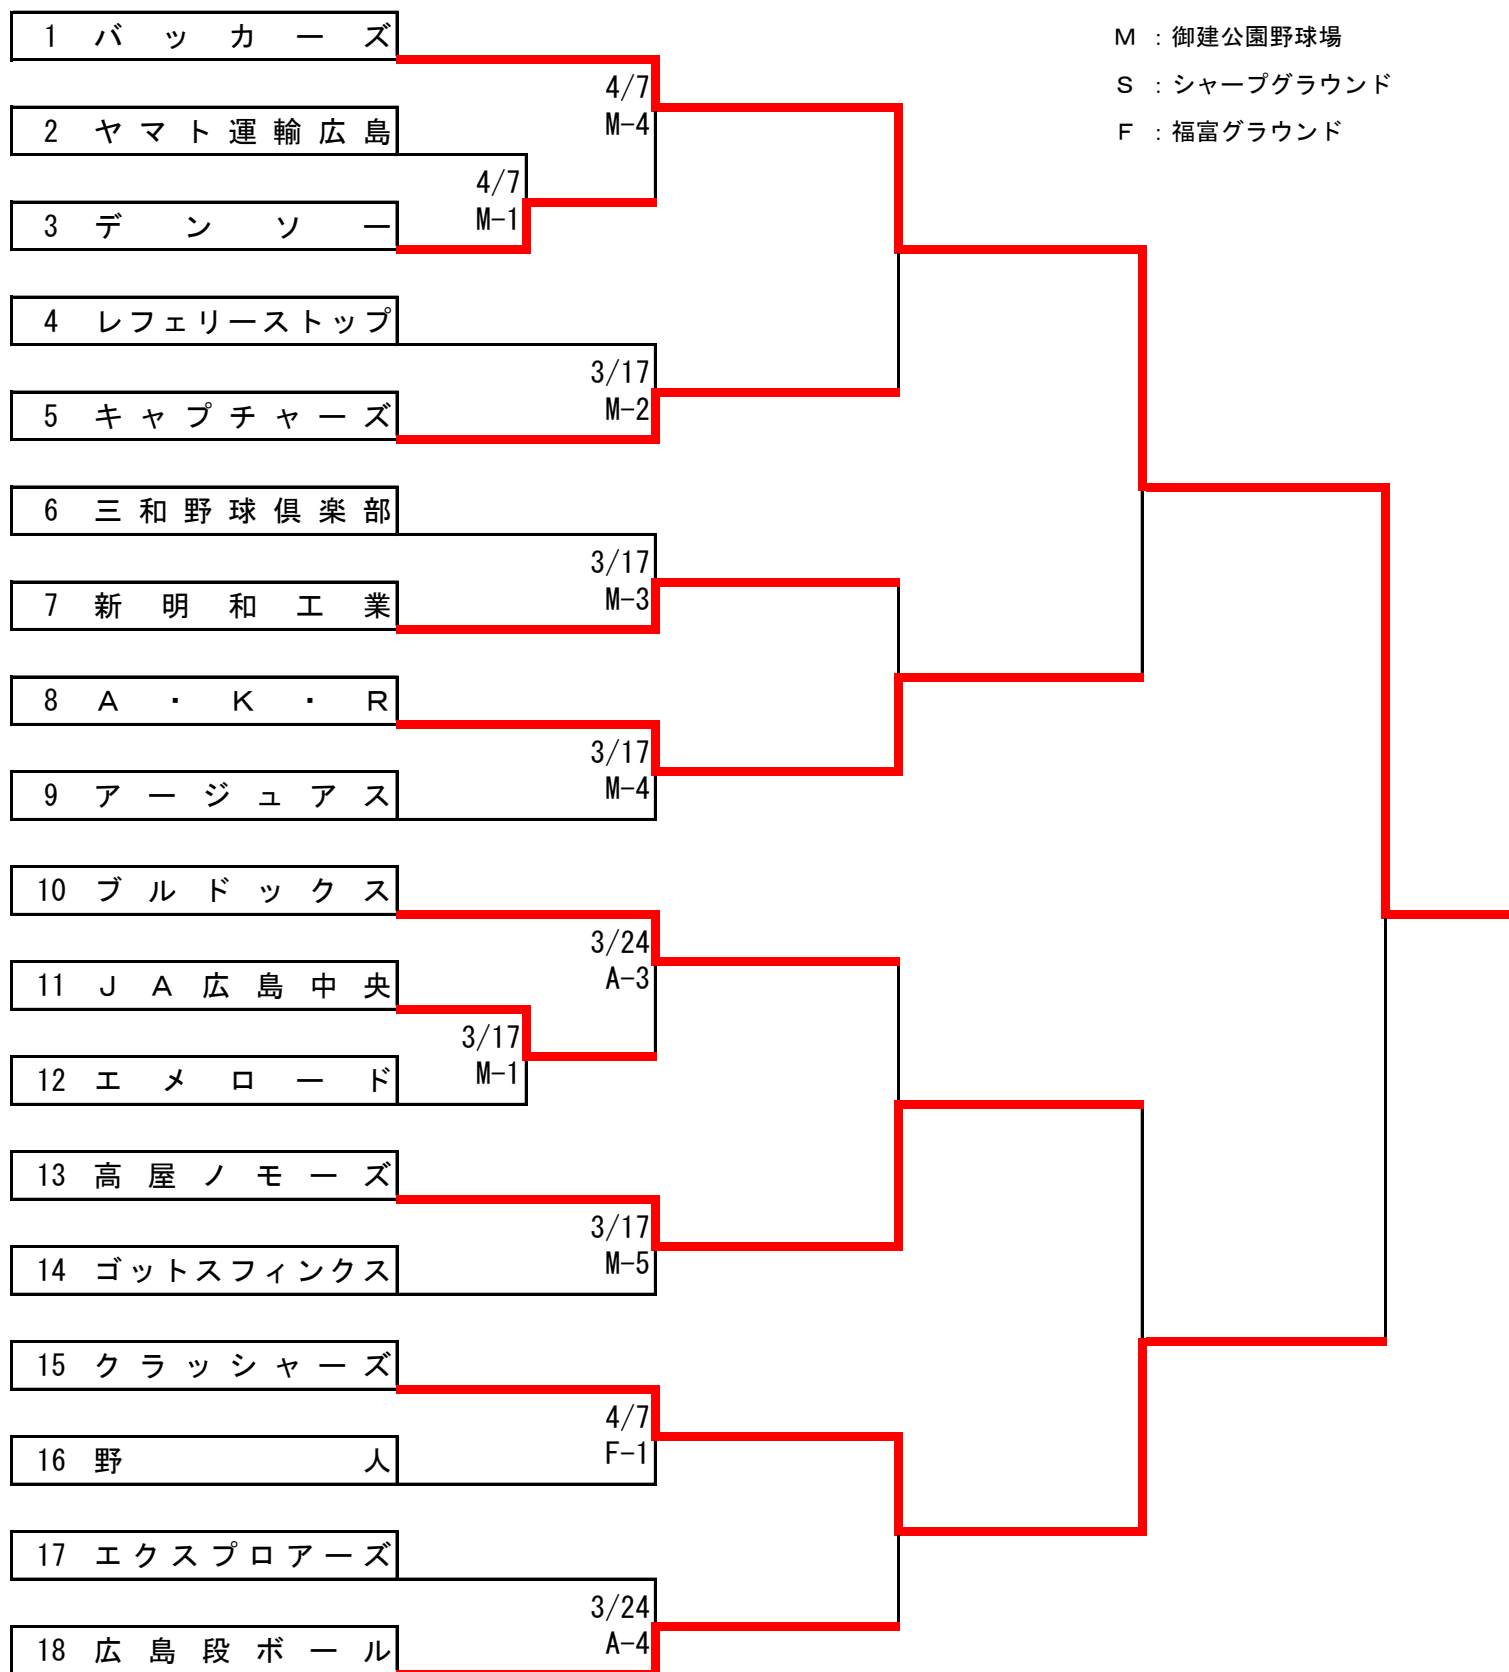 1 バッカーズ
M : 御建公園野球場
4/7
S : シャープグラウンド
M-4
2 ヤマト運輸広島
F : 福富グラウンド
4/7
M-1
3 デンソー
4 レフェリーストップ
3/17
M-2
5 キャプチャーズ
6 三和野球倶楽部
3/17
M-3
7 新明和工業
8 A・K・R
3/17
M-4
9 アージュアス
10 ブルドックス
3/24
A-3
11 JA広島中央
3/17
M-1
12 エメロード
13 高屋ノモーズ
3/17
M-5
14 ゴットスフィンクス
15 クラッシャーズ
4/7
F-1
16 野人
17 エクスプロアーズ
3/24
A-4
18 広島段ボール